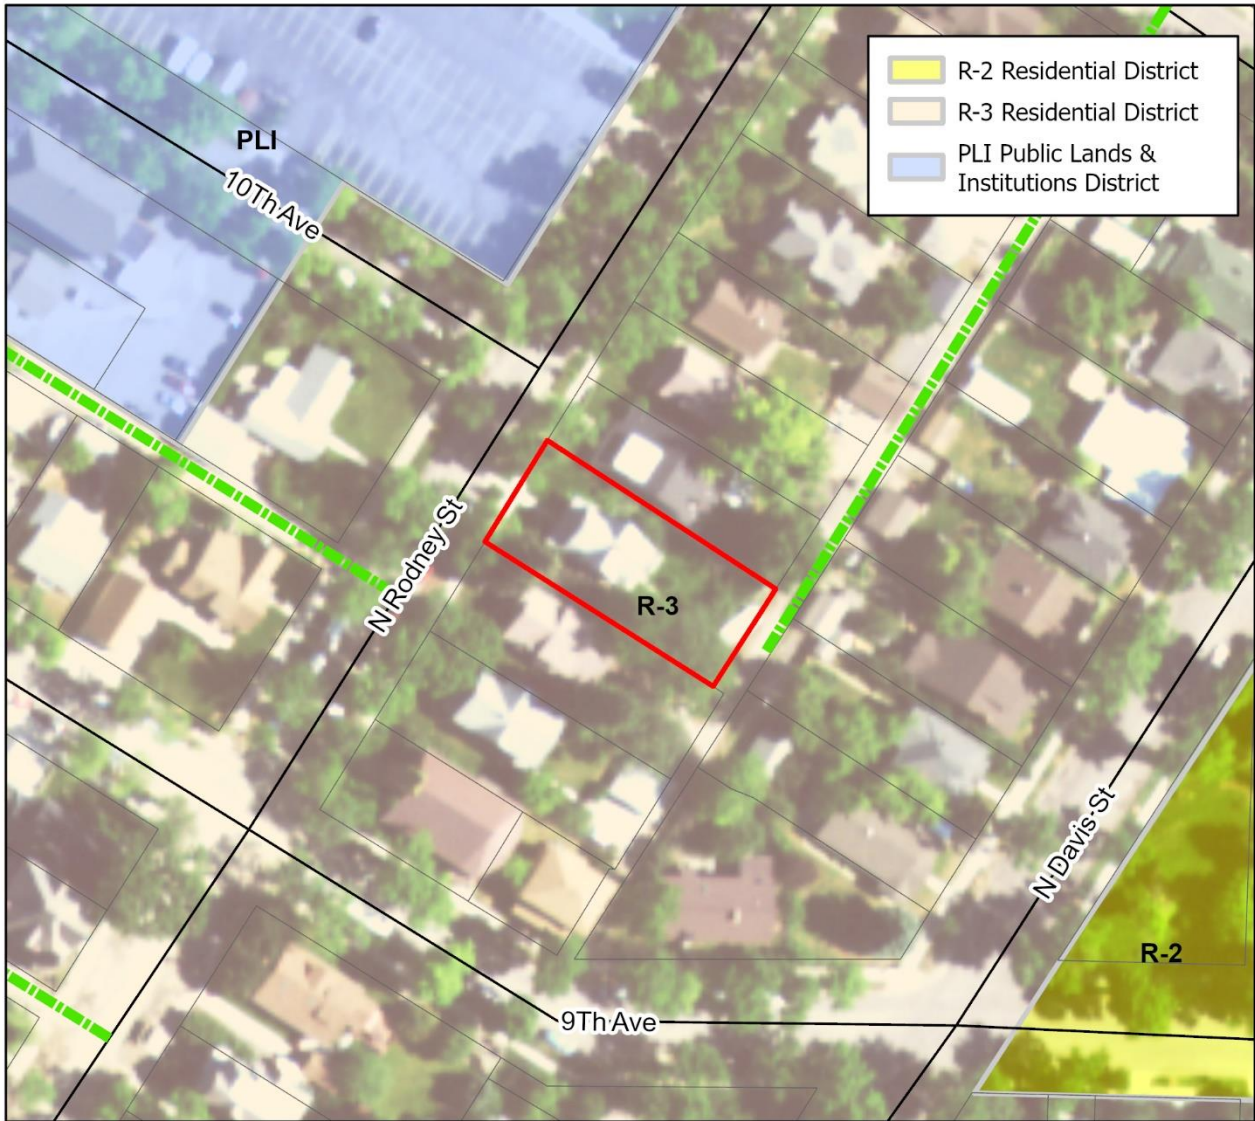 R-2 Residential District
R-3 Residential District
PLI Public Lands &
Institutions District
PLI
10Th Ave
N Rodney St
R-3
N Davis St
R-2
9Th Ave